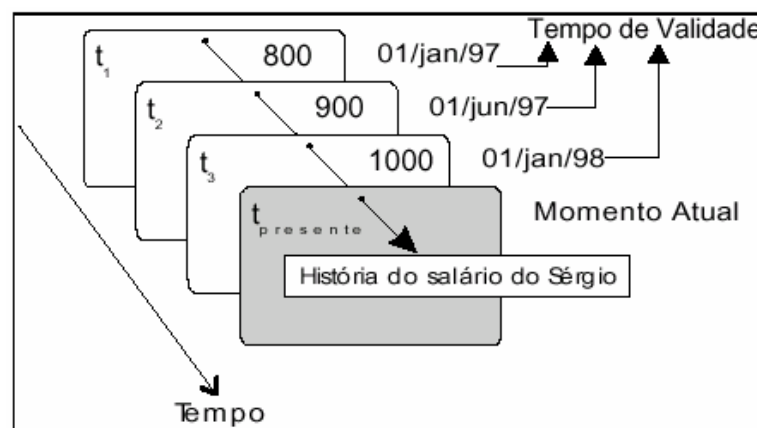 Tempo de Validade
t1 800 01/jan/97
t2 900 01/jun/97
t3 1000 01/jan/98
tpresente Momento Atual
História do salário do Sérgio
Tempo